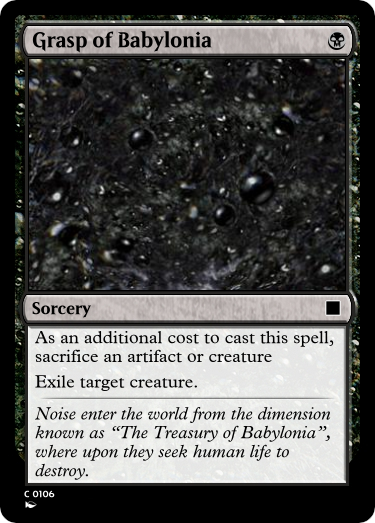 Grasp of Babylonia
Sorcery
As an additional cost to cast this spell,
sacrifice an artifact or creature
Exile target creature.
Noise enter the world from the dimension
known as “The Treasury of Babylonia”,
where upon they seek human life to
destroy.
C 0106